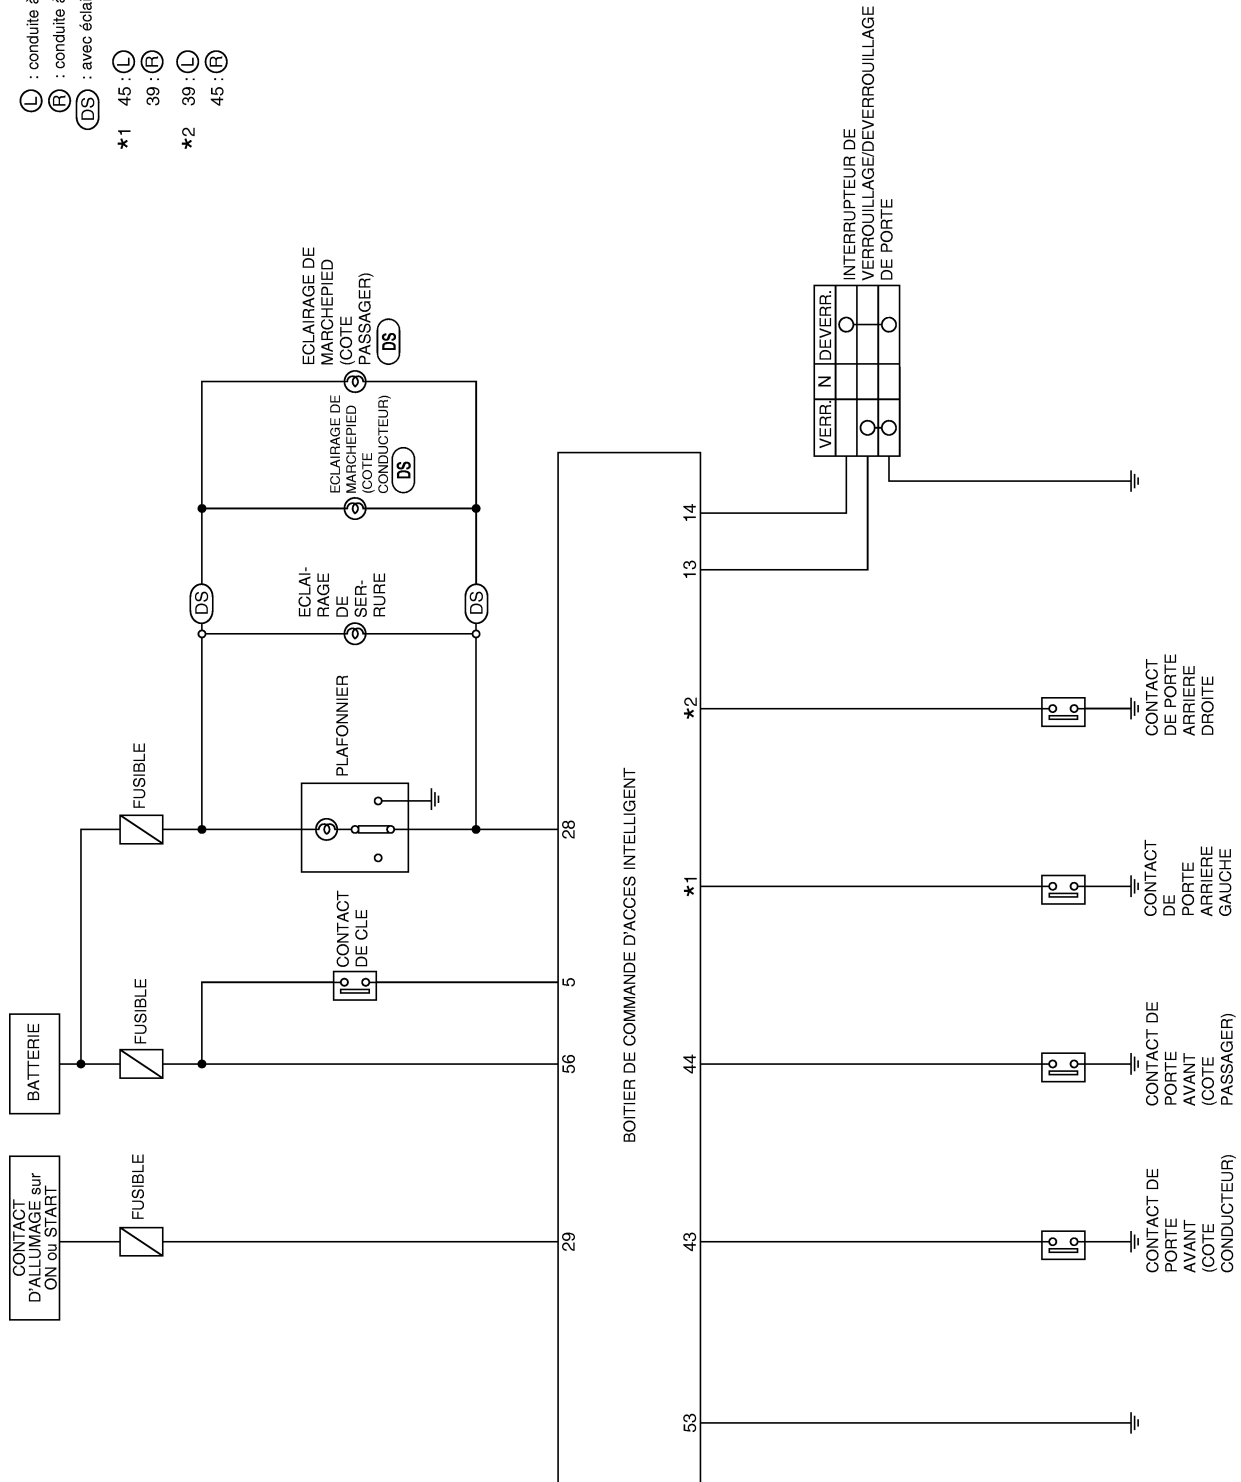 Ⓛ : conduite à
Ⓡ : conduite à
DS : avec éclai
*1 45 : Ⓛ
39 : Ⓡ
*2 39 : Ⓛ
45 : Ⓡ
CONTACT
D'ALLUMAGE sur
ON ou START
BATTERIE
FUSIBLE
FUSIBLE
FUSIBLE
CONTACT
DE CLE
PLAFONNIER
ECLAI-
RAGE
DE
SER-
RURE
DS
DS
ECLAIRAGE DE
MARCHEPIED
(COTE
CONDUCTEUR)
DS
ECLAIRAGE DE
MARCHEPIED
(COTE
PASSAGER)
DS
29
56
5
28
BOITIER DE COMMANDE D'ACCES INTELLIGENT
53
43
44
*1
*2
13
14
VERR. N DEVERR.
INTERRUPTEUR DE
VERROUILLAGE/DEVERROUILLAGE
DE PORTE
CONTACT DE
PORTE
AVANT
(COTE
CONDUCTEUR)
CONTACT DE
PORTE
AVANT
(COTE
PASSAGER)
CONTACT
DE
PORTE
ARRIERE
GAUCHE
CONTACT
DE PORTE
ARRIERE
DROITE